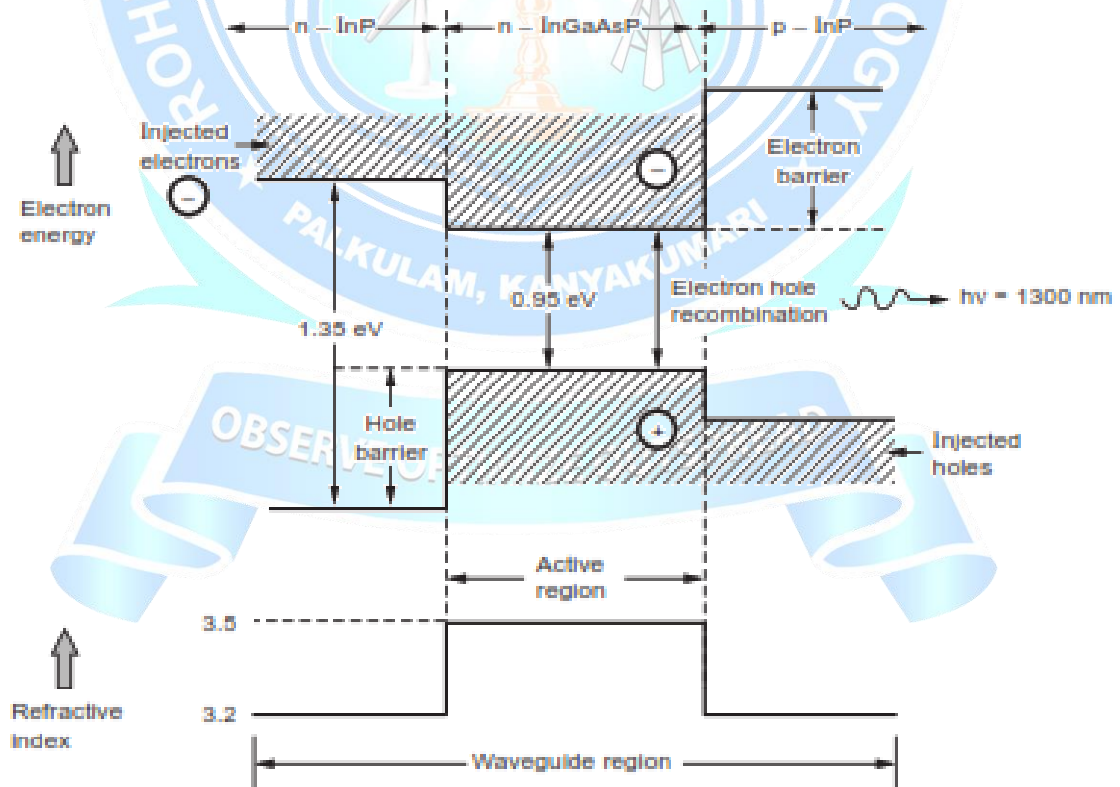 n – InP
n – InGaAsP
p – InP
Injected
electrons
–
–
Electron
barrier
Electron
energy
PALKULAM, KANYAKUMARI
0.95 eV
Electron hole
recombination
hv = 1300 nm
1.35 eV
Hole
barrier
+
Injected
holes
OBSERVE
Active
region
3.5
Refractive
index
3.2
Waveguide region